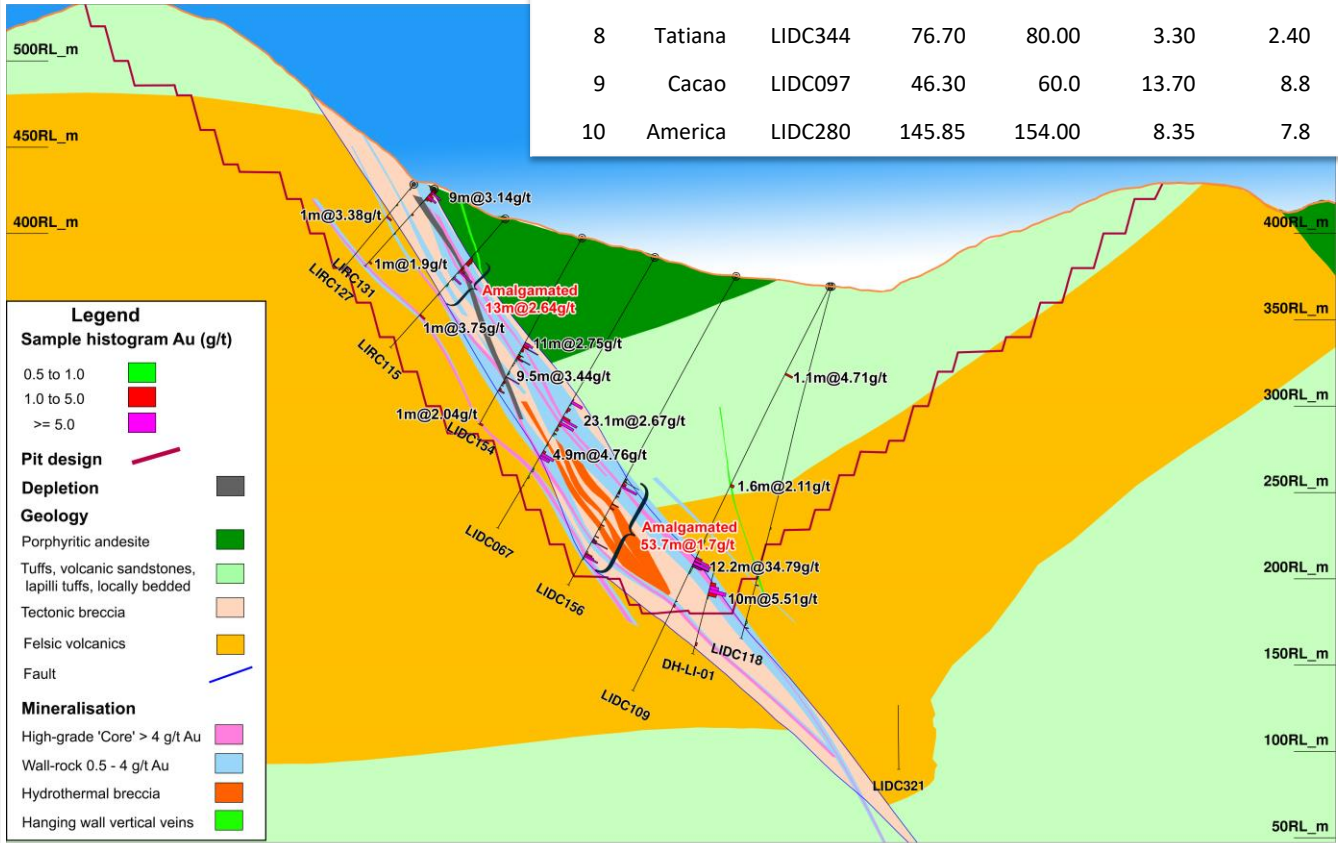 8 Tatiana LIDC344 76.70 80.00 3.30 2.40
9 Cacao LIDC097 46.30 60.0 13.70 8.8
10 America LIDC280 145.85 154.00 8.35 7.8
500RL_m
450RL_m
400RL_m
400RL_m
350RL_m
300RL_m
250RL_m
200RL_m
150RL_m
100RL_m
50RL_m
9m@3.14g/t
1m@3.38g/t
1m@1.9g/t
LIRC131
LIRC127
Amalgamated
13m@2.64g/t
1m@3.75g/t
LIRC115
11m@2.75g/t
9.5m@3.44g/t
1.1m@4.71g/t
1m@2.04g/t
LIDC154
23.1m@2.67g/t
4.9m@4.76g/t
1.6m@2.11g/t
LIDC067
Amalgamated
53.7m@1.7g/t
12.2m@34.79g/t
LIDC156
10m@5.51g/t
LIDC118
DH-LI-01
LIDC109
LIDC321
Legend
Sample histogram Au (g/t)
0.5 to 1.0
1.0 to 5.0
>= 5.0
Pit design
Depletion
Geology
Porphyritic andesite
Tuffs, volcanic sandstones,
lapilli tuffs, locally bedded
Tectonic breccia
Felsic volcanics
Fault
Mineralisation
High-grade 'Core' > 4 g/t Au
Wall-rock 0.5 - 4 g/t Au
Hydrothermal breccia
Hanging wall vertical veins